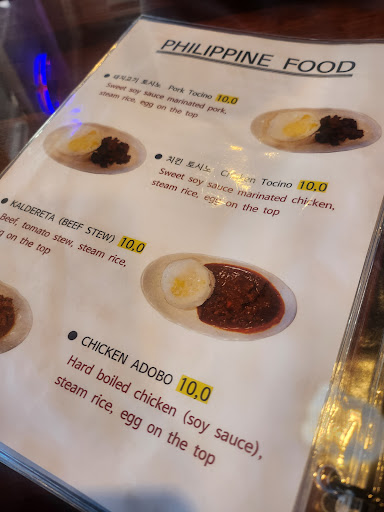 PHILIPPINE FOOD
돼지고기 토시노 Pork Tocino 10,0
Sweet soy sauce marinated pork,
steam rice, egg on the top
치킨 토시노 Chicken Tocino 10,0
Sweet soy sauce marinated chicken,
steam rice, egg on the top
KALDERETA (BEEF STEW) 10,0
Beef, tomato stew, steam rice,
on the top
CHICKEN ADOBO 10,0
Hard boiled chicken (soy sauce),
steam rice, egg on the top